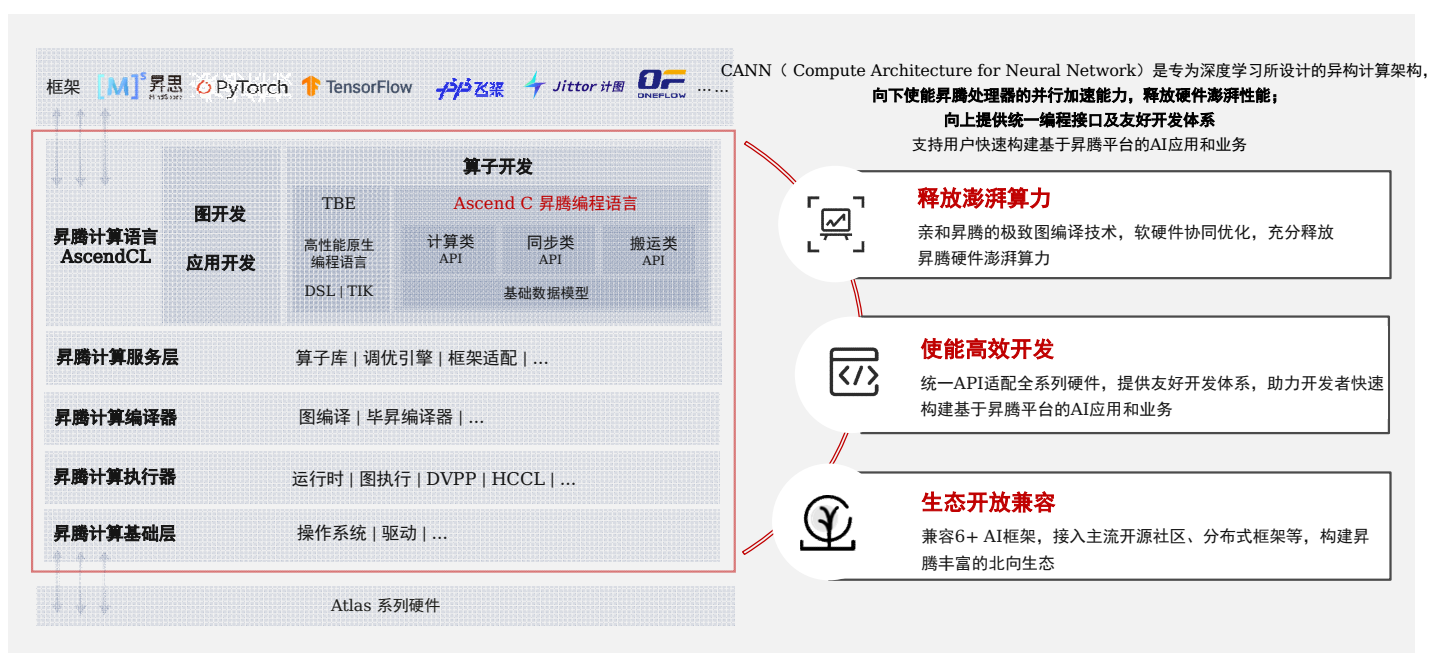 框架 [M]s 昇思 PyTorch TensorFlow 飞桨 Jittor 计图 ONEFLOW ……
昇腾计算语言
AscendCL
图开发
应用开发
算子开发
TBE
高性能原生
编程语言
DSL | TIK
Ascend C 昇腾编程语言
计算类
API
同步类
API
搬运类
API
基础数据模型
昇腾计算服务层 算子库 | 调优引擎 | 框架适配 | ...
昇腾计算编译器 图编译 | 毕昇编译器 | ...
昇腾计算执行器 运行时 | 图执行 | DVPP | HCCL | ...
昇腾计算基础层 操作系统 | 驱动 | ...
Atlas 系列硬件
CANN（ Compute Architecture for Neural Network）是专为深度学习所设计的异构计算架构，
向下使能昇腾处理器的并行加速能力，释放硬件澎湃性能；
向上提供统一编程接口及友好开发体系
支持用户快速构建基于昇腾平台的AI应用和业务
释放澎湃算力
亲和昇腾的极致图编译技术，软硬件协同优化，充分释放
昇腾硬件澎湃算力
使能高效开发
统一API适配全系列硬件，提供友好开发体系，助力开发者快速
构建基于昇腾平台的AI应用和业务
生态开放兼容
兼容6+ AI框架，接入主流开源社区、分布式框架等，构建昇
腾丰富的北向生态